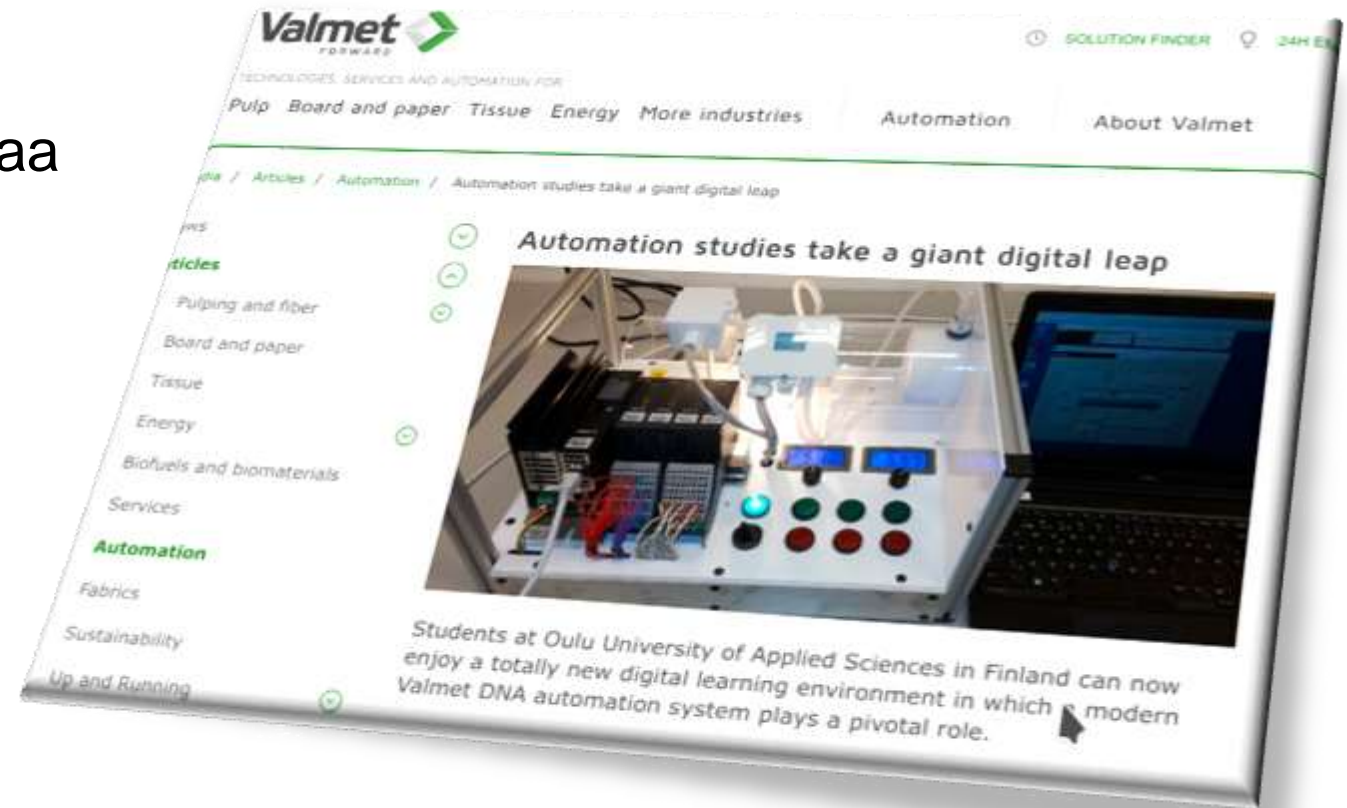 aa
Valmet
FORWARD
SOLUTION FINDER
24H
TECHNOLOGIES, SERVICES AND AUTOMATION FOR
Pulp Board and paper Tissue Energy More industries Automation About Valmet
/ Articles / Automation / Automation studies take a giant digital leap
Automation studies take a giant digital leap
ws
ticles
Pulping and fiber
Board and paper
Tissue
Energy
Biofuels and biomaterials
Services
Automation
Fabrics
Sustainability
Up and Running
Students at Oulu University of Applied Sciences in Finland can now
enjoy a totally new digital learning environment in which a modern
Valmet DNA automation system plays a pivotal role.